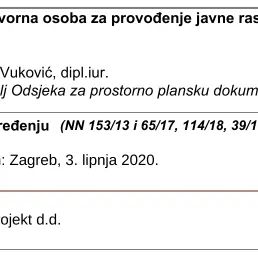 vorna osoba za provođenje javne ras
Vuković, dipl.iur.
lj Odsjeka za prostorno plansku dokum
ređenju (NN 153/13 i 65/17, 114/18, 39/1
: Zagreb, 3. lipnja 2020.
ojekt d.d.